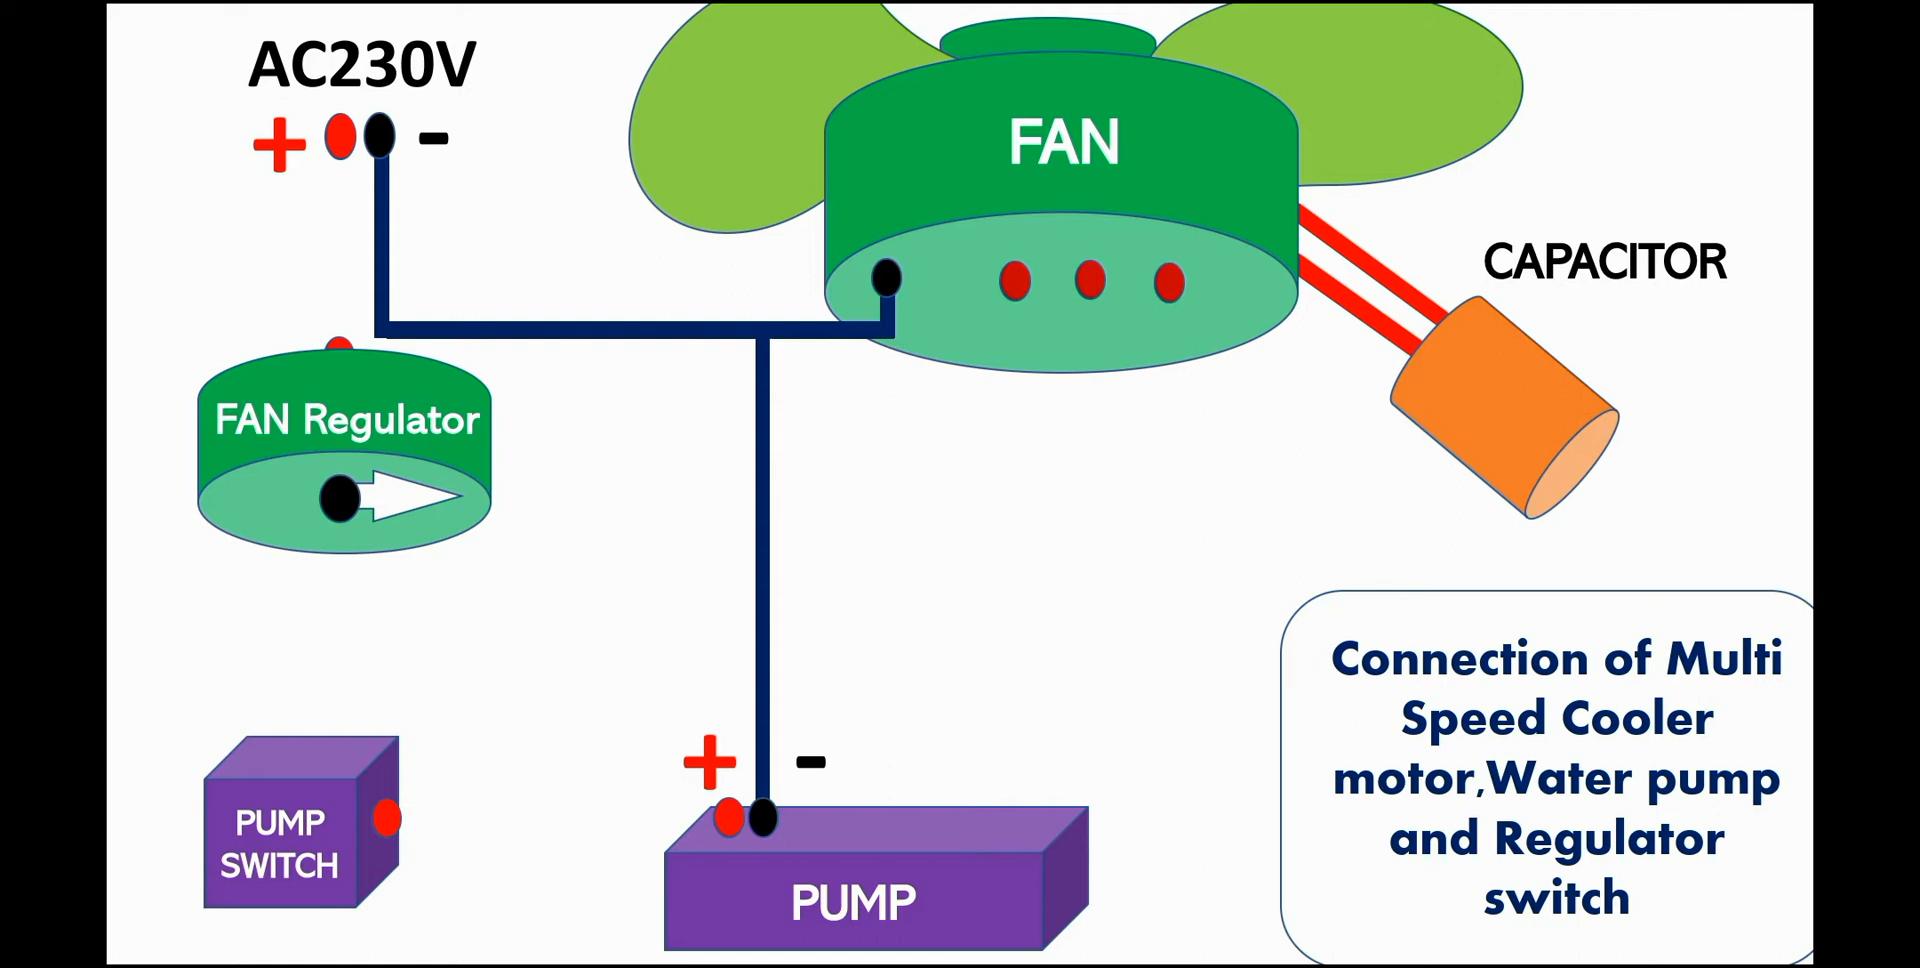 AC230V
+ -
FAN
CAPACITOR
FAN Regulator
PUMP
SWITCH
+ -
PUMP
Connection of Multi
Speed Cooler
motor,Water pump
and Regulator
switch